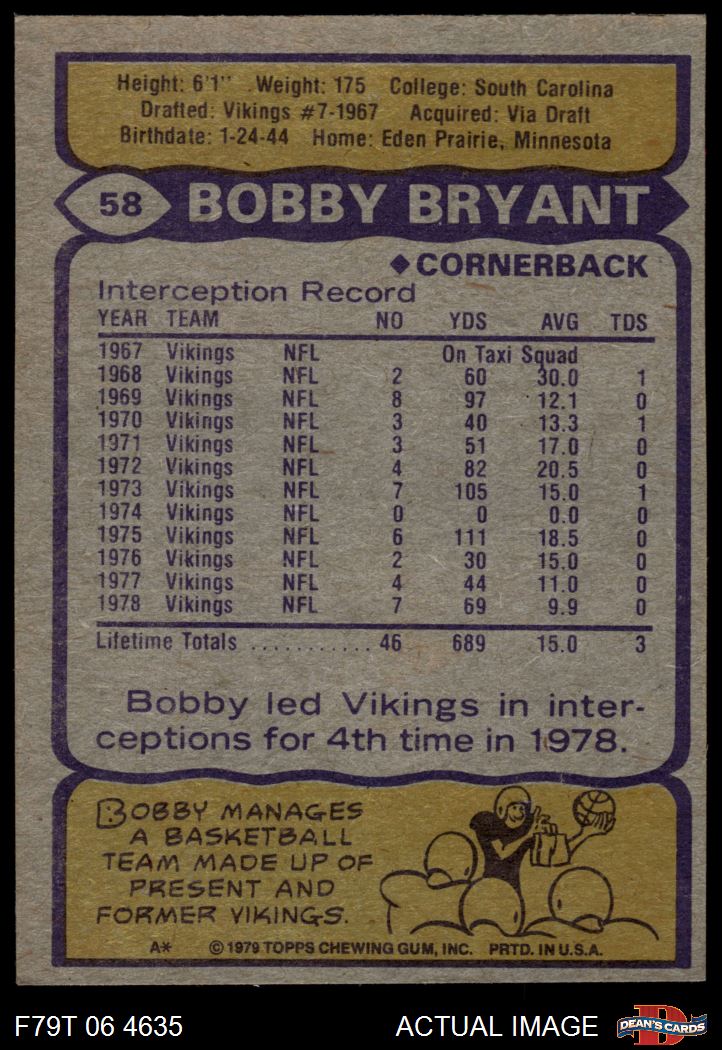 Height: 6'1" Weight: 175 College: South Carolina
Drafted: Vikings #7-1967 Acquired: Via Draft
Birthdate: 1-24-44 Home: Eden Prairie, Minnesota
58 BOBBY BRYANT
◆CORNERBACK
Interception Record
YEAR TEAM NO YDS AVG TDS
1967 Vikings NFL On Taxi Squad
1968 Vikings NFL 2 60 30.0 1
1969 Vikings NFL 8 97 12.1 0
1970 Vikings NFL 3 40 13.3 1
1971 Vikings NFL 3 51 17.0 0
1972 Vikings NFL 4 82 20.5 0
1973 Vikings NFL 7 105 15.0 1
1974 Vikings NFL 0 0 0.0 0
1975 Vikings NFL 6 111 18.5 0
1976 Vikings NFL 2 30 15.0 0
1977 Vikings NFL 4 44 11.0 0
1978 Vikings NFL 7 69 9.9 0
Lifetime Totals ........... 46 689 15.0 3
Bobby led Vikings in inter-
ceptions for 4th time in 1978.
BOBBY MANAGES
A BASKETBALL
TEAM MADE UP OF
PRESENT AND
FORMER VIKINGS.
A* © 1979 TOPPS CHEWING GUM, INC. PRTD. IN U.S.A.
F79T 06 4635 ACTUAL IMAGE D DEAN'S CARDS